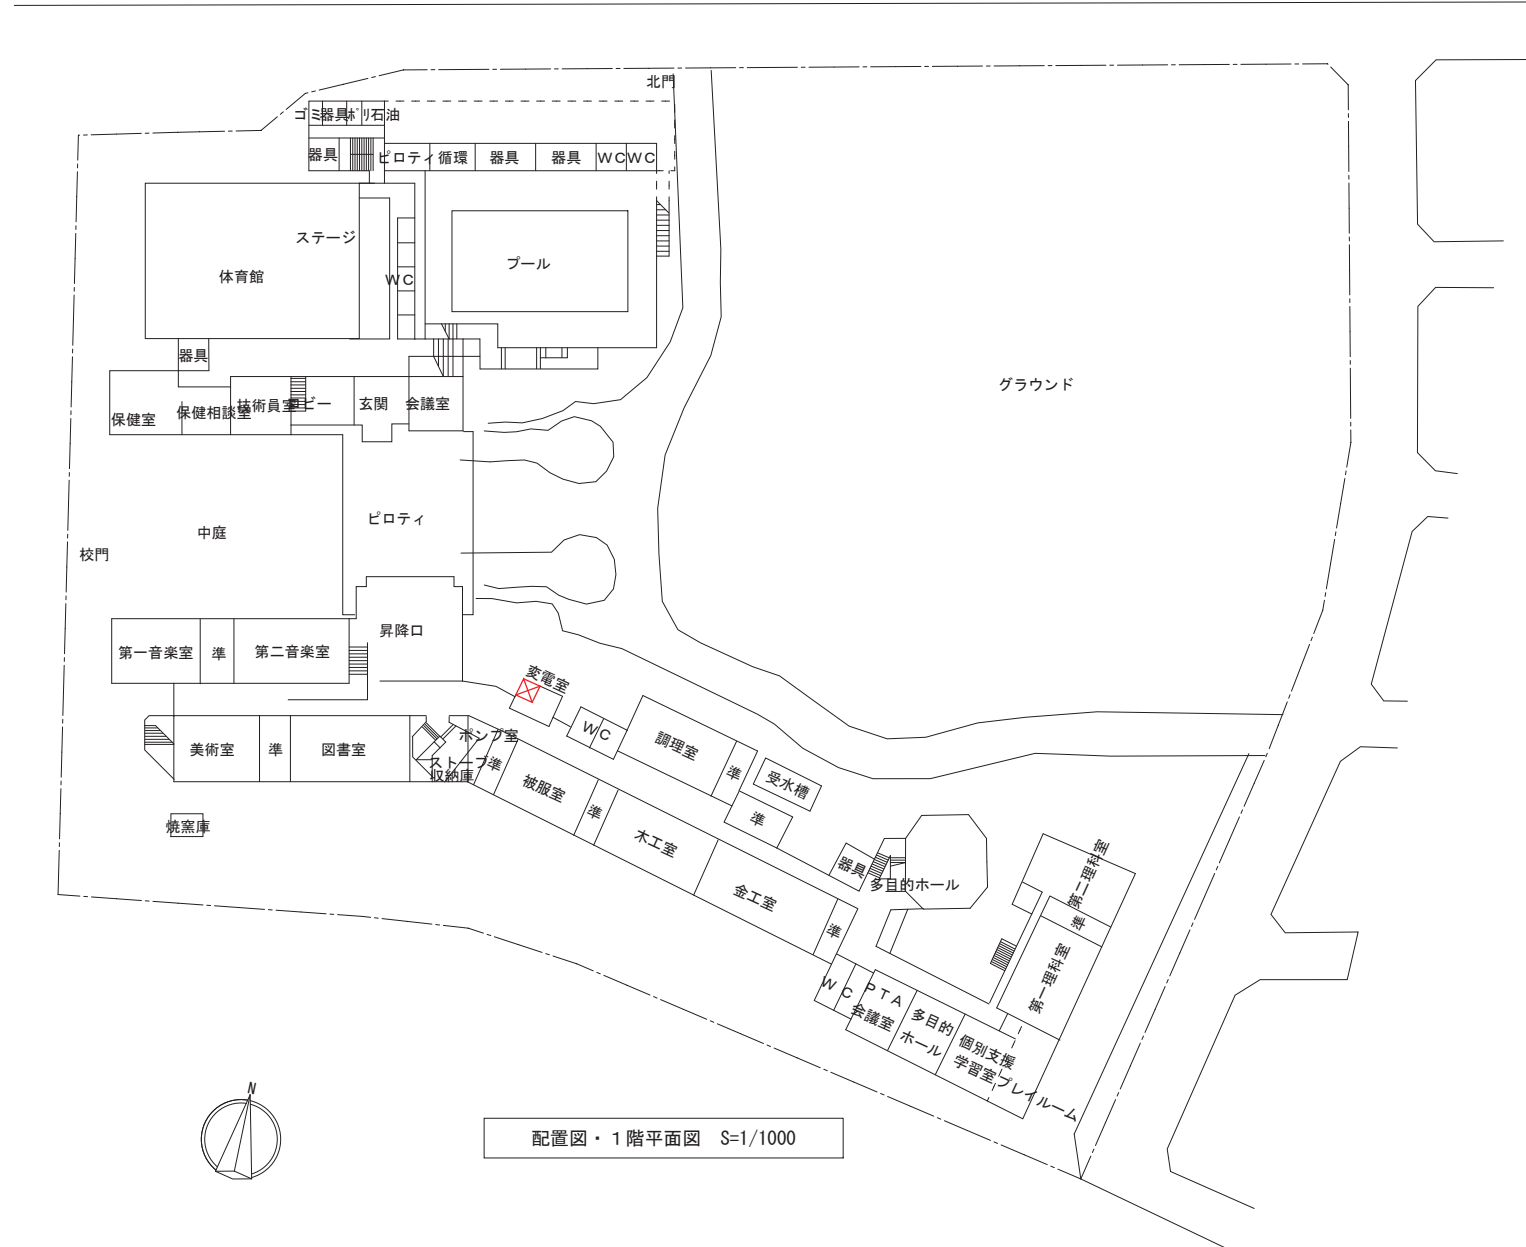 北門
ゴミ
器具
ポリ
石油
器具
ピロティ
循環
器具
器具
WC
WC
ステージ
体育館
WC
プール
器具
グラウンド
保健室
保健相談室
技術員室
ロビー
玄関
会議室
ピロティ
中庭
校門
昇降口
第一音楽室
準
第二音楽室
変電室
WC
調理室
準
受水槽
準
美術室
準
図書室
ポンプ室
ストーブ
収納庫
準
被服室
準
木工室
金工室
準
焼窯庫
器具
多目的ホール
第二理科室
準
第一理科室
WC
PTA
会議室
多目的
ホール
個別支援
学習室
プレイルーム
N
配置図・1階平面図 S=1/1000